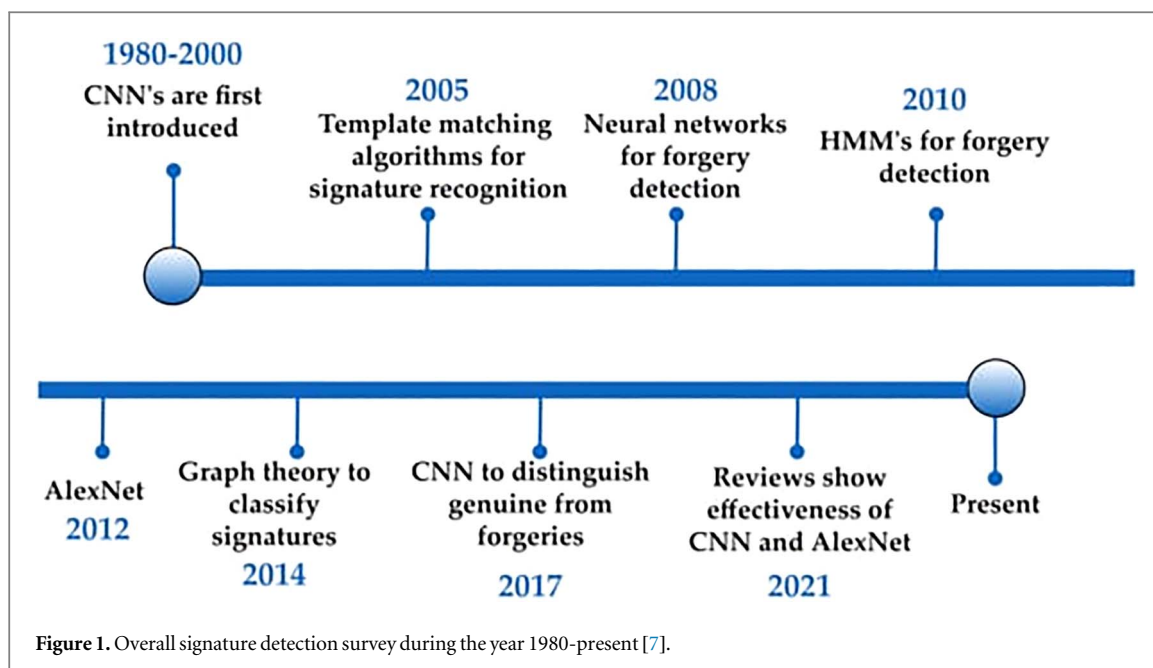 1980-2000
CNN's are first
introduced
2005
Template matching
algorithms for
signature recognition
2008
Neural networks
for forgery
detection
2010
HMM's for forgery
detection
AlexNet
2012
Graph theory to
classify
signatures
2014
CNN to distinguish
genuine from
forgeries
2017
Reviews show
effectiveness of
CNN and AlexNet
2021
Present
Figure 1. Overall signature detection survey during the year 1980-present [7].